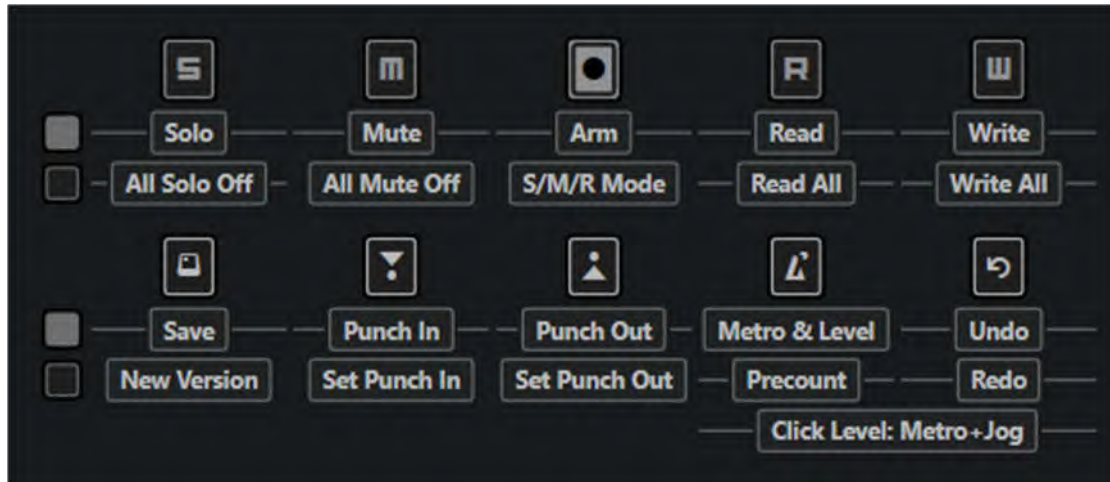 S M R W
Solo Mute Arm Read Write
All Solo Off All Mute Off S/M/R Mode Read All Write All
Save Punch In Punch Out Metro & Level Undo
New Version Set Punch In Set Punch Out Precount Redo
Click Level: Metro+Jog